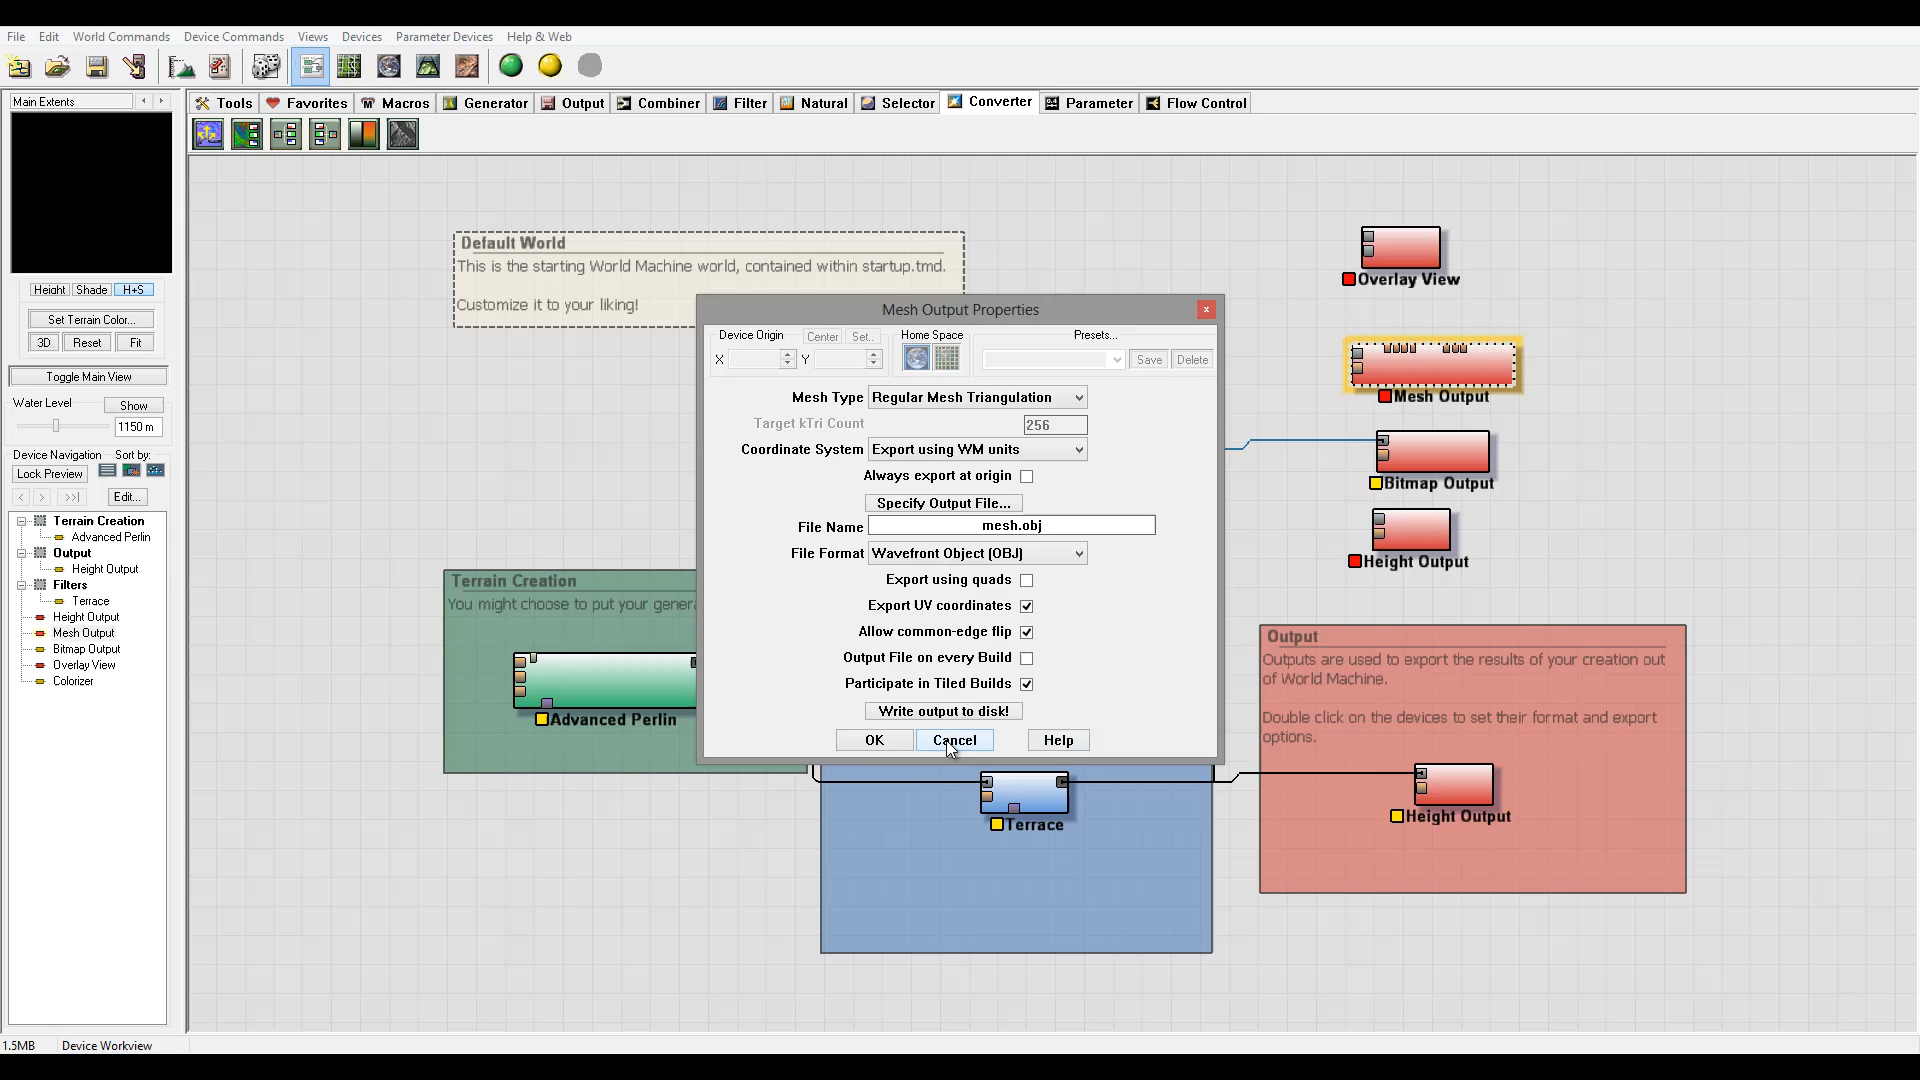 File Edit World Commands Device Commands Views Devices Parameter Devices Help & Web
Main Extents
Tools Favorites Macros Generator Output Combiner Filter Natural Selector Converter Parameter Flow Control
Height Shade H+S
Set Terrain Color...
3D Reset Fit
Toggle Main View
Water Level Show
1150 m
Device Navigation Sort by:
Lock Preview
< > >>| Edit...
Terrain Creation
Advanced Perlin
Output
Height Output
Filters
Terrace
Height Output
Mesh Output
Bitmap Output
Overlay View
Colorizer
Default World
This is the starting World Machine world, contained within startup.tmd.
Customize it to your liking!
Terrain Creation
You might choose to put your genera
Advanced Perlin
Mesh Output Properties
x
Device Origin Center Set.. Home Space Presets...
X Y Save Delete
Mesh Type Regular Mesh Triangulation
Target kTri Count 256
Coordinate System Export using WM units
Always export at origin
Specify Output File...
File Name mesh.obj
File Format Wavefront Object (OBJ)
Export using quads
Export UV coordinates
Allow common-edge flip
Output File on every Build
Participate in Tiled Builds
Write output to disk!
OK Cancel Help
Terrace
Overlay View
Mesh Output
Bitmap Output
Height Output
Output
Outputs are used to export the results of your creation out
of World Machine.
Double click on the devices to set their format and export
options.
Height Output
1.5MB Device Workview